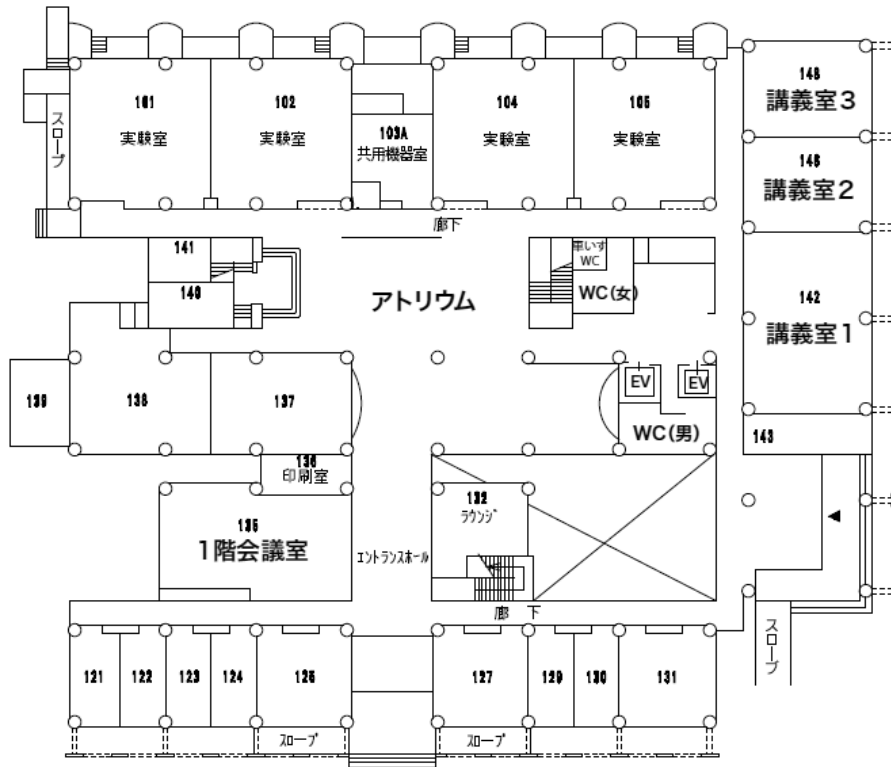 スロープ
101
実験室
102
実験室
103A
共用機器室
104
実験室
105
実験室
148
講義室3
146
講義室2
廊下
141
140
アトリウム
車いす
WC
WC(女)
142
講義室1
139
138
137
EV
EV
WC(男)
143
136
印刷室
135
1階会議室
エントランスホール
132
ラウンジ
廊 下
スロープ
121
122
123
124
126
127
129
130
131
スロープ
スロープ